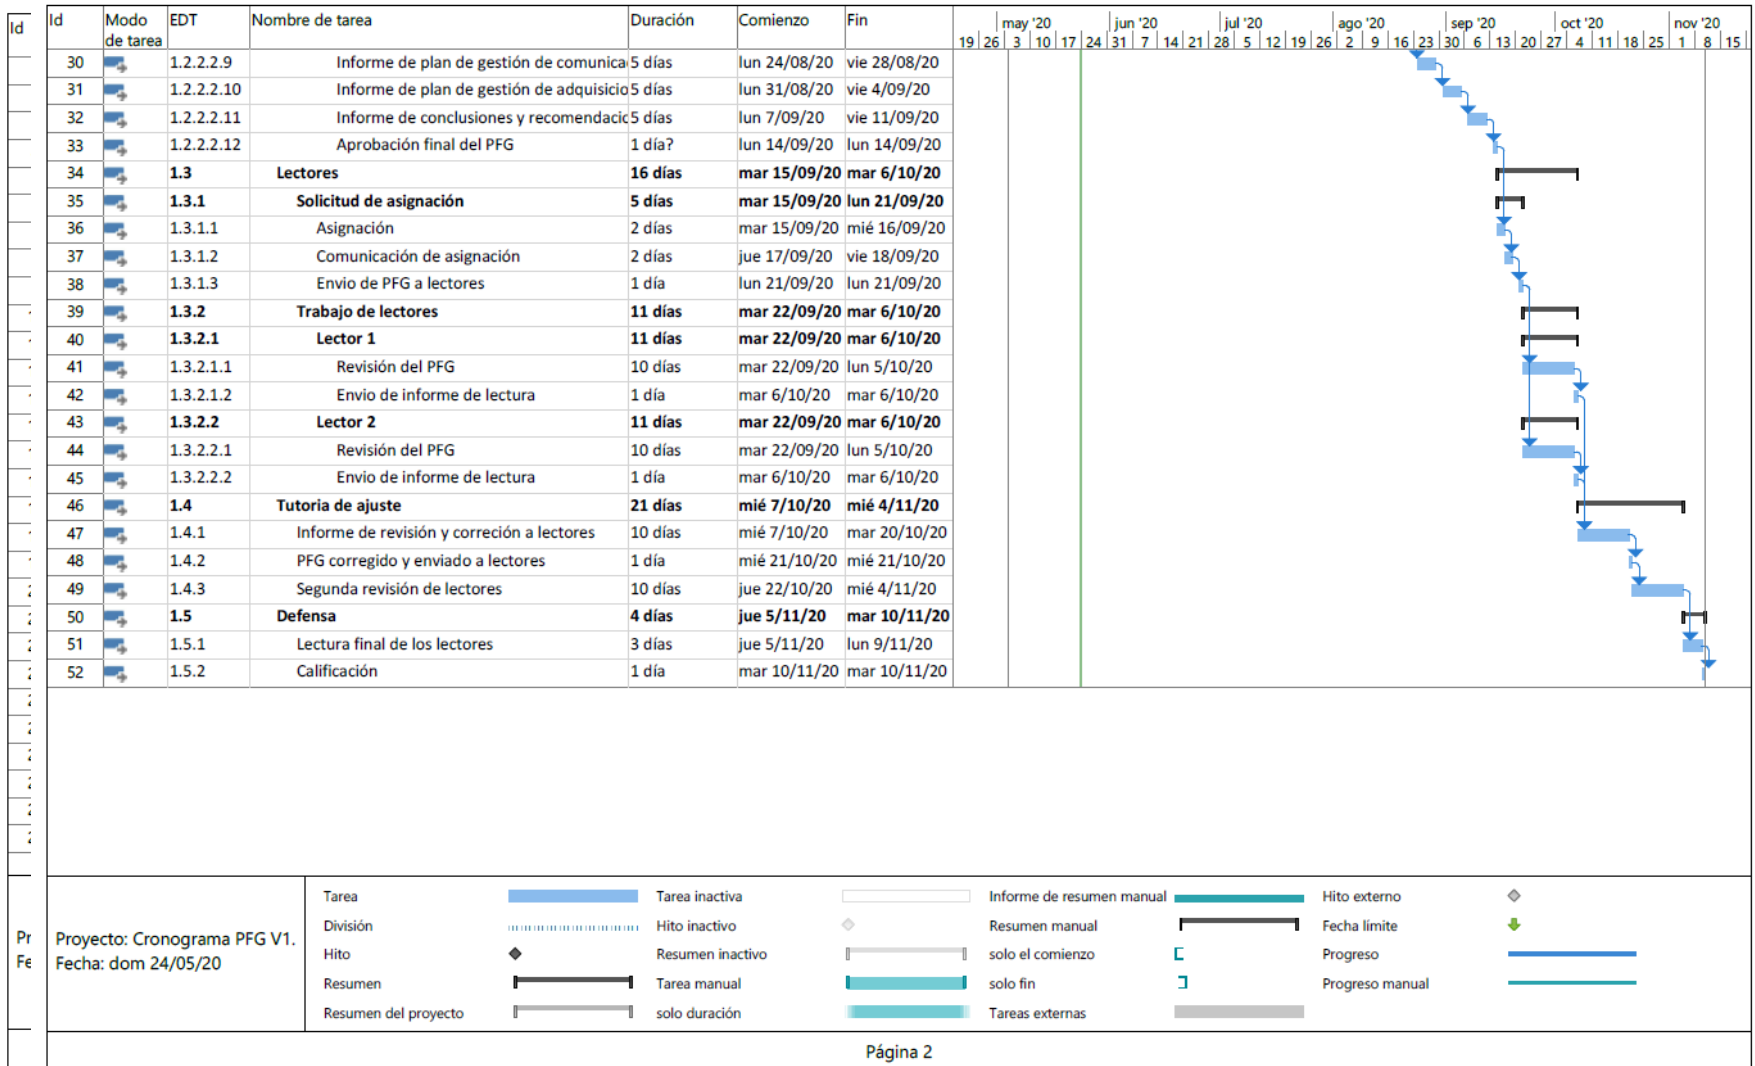 Id
Id Modo de tarea EDT Nombre de tarea Duración Comienzo Fin
may '20 jun '20 jul '20 ago '20 sep '20 oct '20 nov '20
19 26 3 10 17 24 31 7 14 21 28 5 12 19 26 2 9 16 23 30 6 13 20 27 4 11 18 25 1 8 15
30 1.2.2.2.9 Informe de plan de gestión de comunica 5 días lun 24/08/20 vie 28/08/20
31 1.2.2.2.10 Informe de plan de gestión de adquisicio 5 días lun 31/08/20 vie 4/09/20
32 1.2.2.2.11 Informe de conclusiones y recomendacio 5 días lun 7/09/20 vie 11/09/20
33 1.2.2.2.12 Aprobación final del PFG 1 día? lun 14/09/20 lun 14/09/20
34 1.3 Lectores 16 días mar 15/09/20 mar 6/10/20
35 1.3.1 Solicitud de asignación 5 días mar 15/09/20 lun 21/09/20
36 1.3.1.1 Asignación 2 días mar 15/09/20 mié 16/09/20
37 1.3.1.2 Comunicación de asignación 2 días jue 17/09/20 vie 18/09/20
38 1.3.1.3 Envio de PFG a lectores 1 día lun 21/09/20 lun 21/09/20
39 1.3.2 Trabajo de lectores 11 días mar 22/09/20 mar 6/10/20
40 1.3.2.1 Lector 1 11 días mar 22/09/20 mar 6/10/20
41 1.3.2.1.1 Revisión del PFG 10 días mar 22/09/20 lun 5/10/20
42 1.3.2.1.2 Envio de informe de lectura 1 día mar 6/10/20 mar 6/10/20
43 1.3.2.2 Lector 2 11 días mar 22/09/20 mar 6/10/20
44 1.3.2.2.1 Revisión del PFG 10 días mar 22/09/20 lun 5/10/20
45 1.3.2.2.2 Envio de informe de lectura 1 día mar 6/10/20 mar 6/10/20
46 1.4 Tutoria de ajuste 21 días mié 7/10/20 mié 4/11/20
47 1.4.1 Informe de revisión y correción a lectores 10 días mié 7/10/20 mar 20/10/20
48 1.4.2 PFG corregido y enviado a lectores 1 día mié 21/10/20 mié 21/10/20
49 1.4.3 Segunda revisión de lectores 10 días jue 22/10/20 mié 4/11/20
50 1.5 Defensa 4 días jue 5/11/20 mar 10/11/20
51 1.5.1 Lectura final de los lectores 3 días jue 5/11/20 lun 9/11/20
52 1.5.2 Calificación 1 día mar 10/11/20 mar 10/11/20
Pr
Fe
Proyecto: Cronograma PFG V1.
Fecha: dom 24/05/20
Tarea Tarea inactiva Informe de resumen manual Hito externo
División Hito inactivo Resumen manual Fecha límite
Hito Resumen inactivo solo el comienzo Progreso
Resumen Tarea manual solo fin Progreso manual
Resumen del proyecto solo duración Tareas externas
Página 2